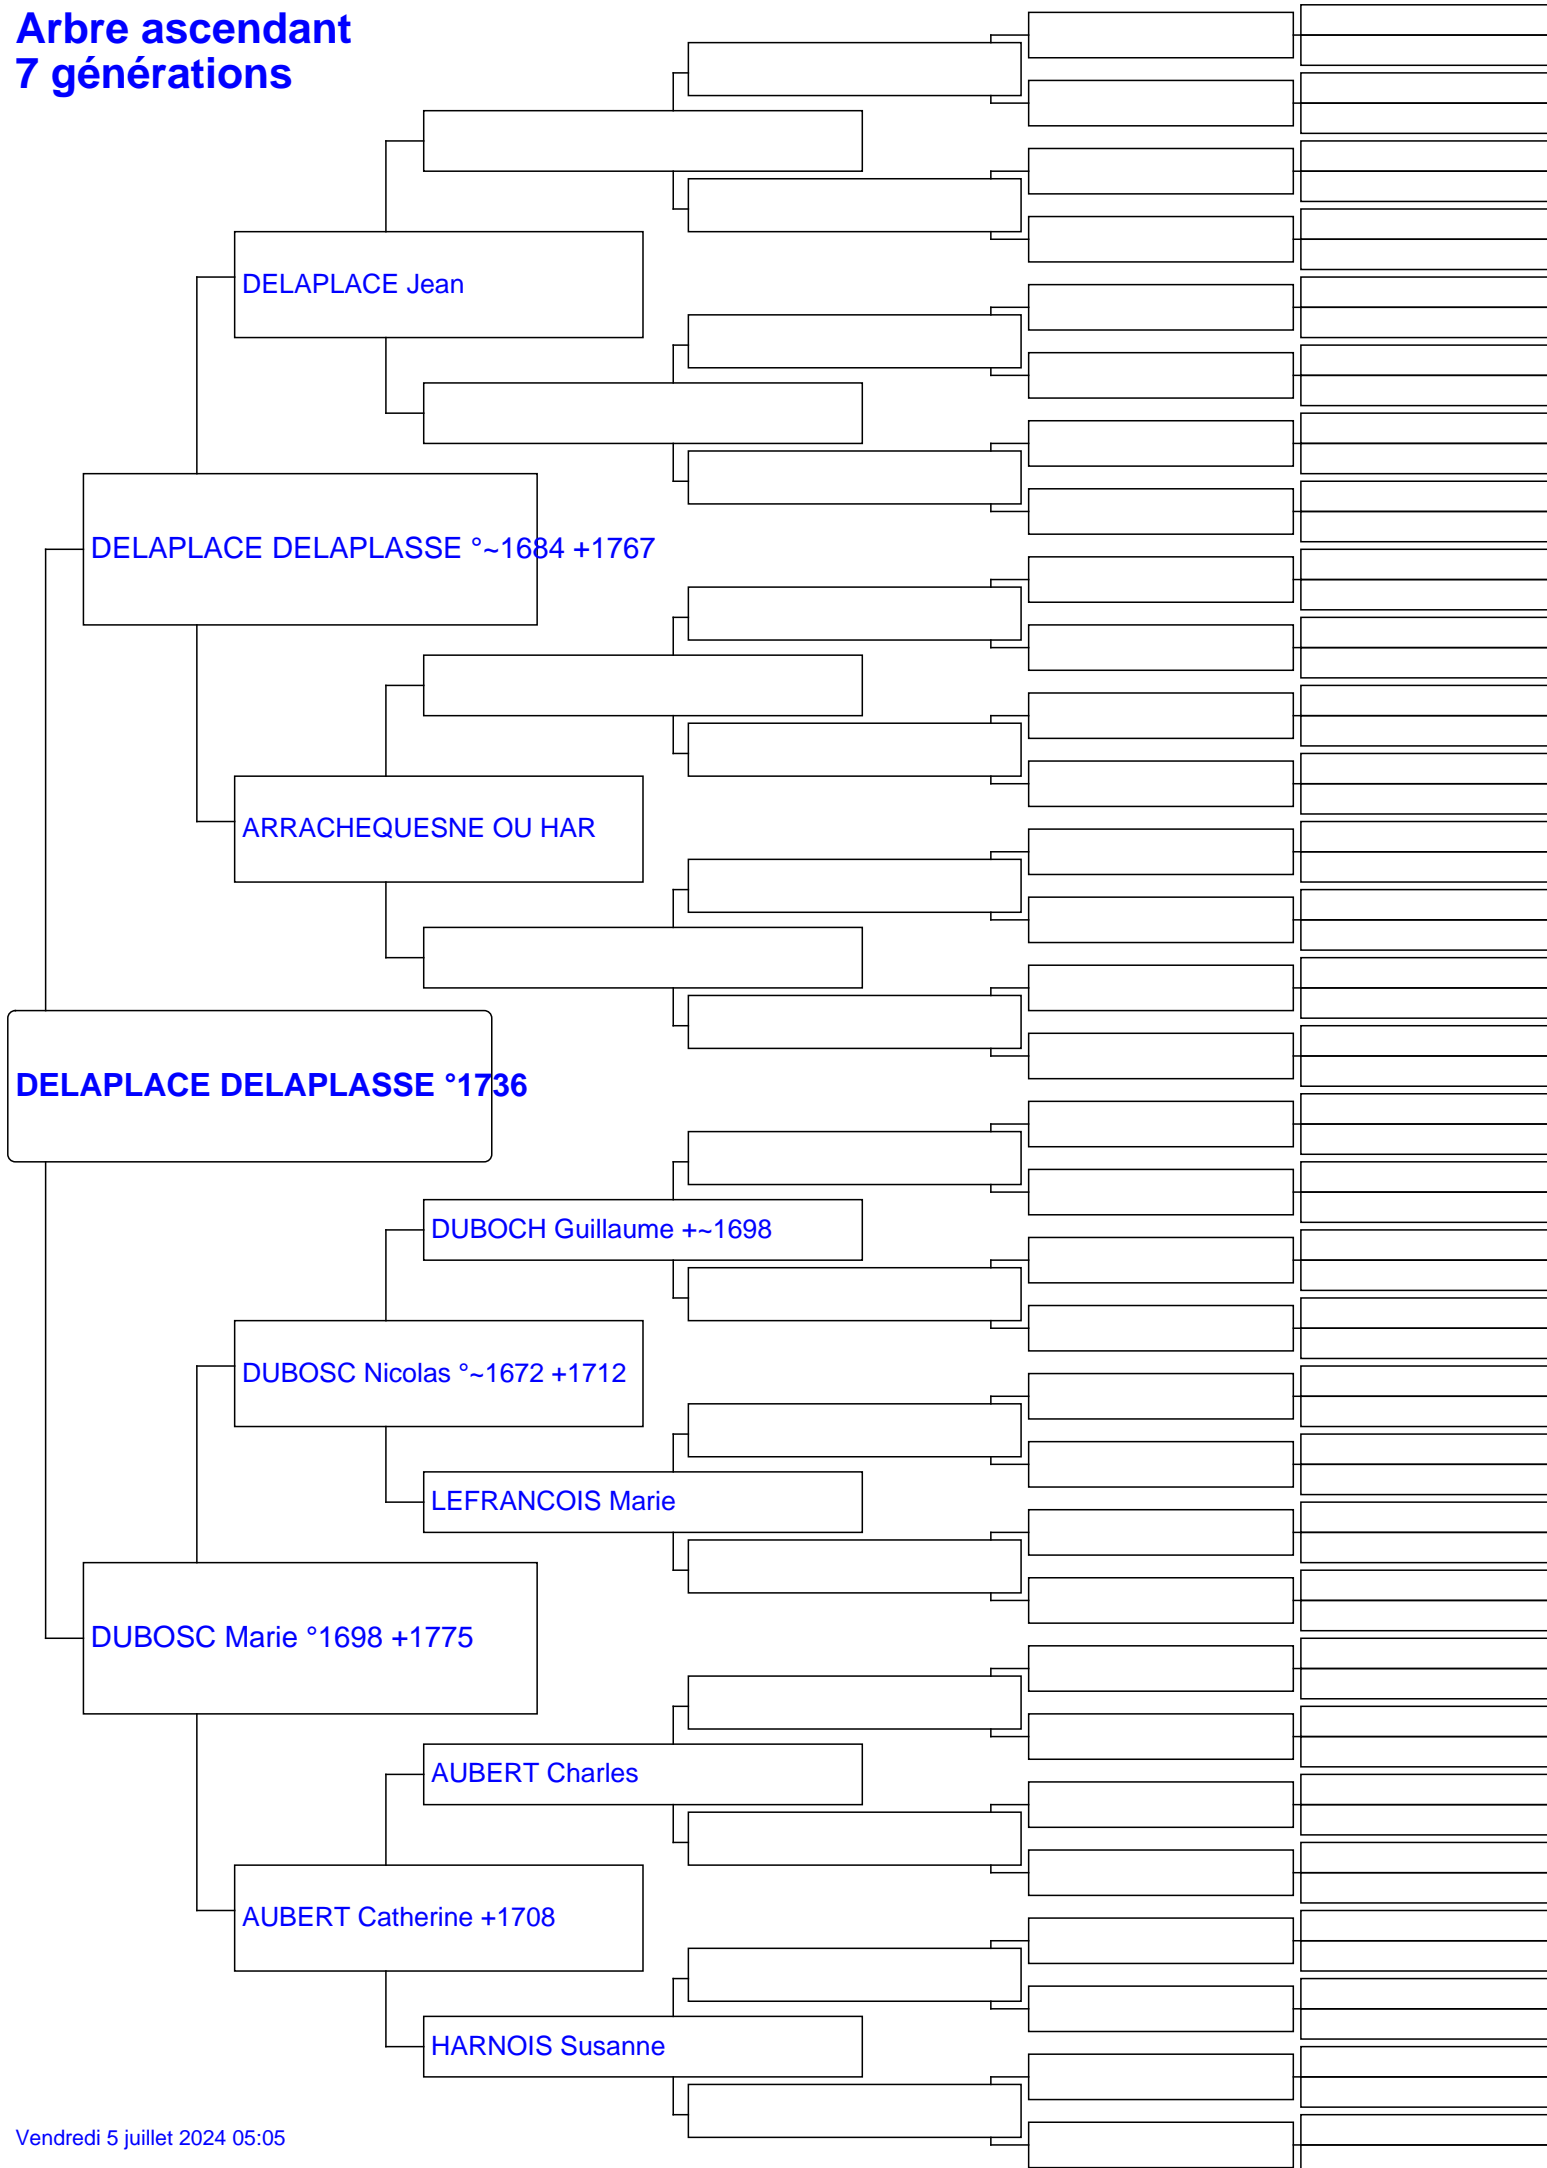 Arbre ascendant
7 générations
DELAPLACE Jean
DELAPLACE DELAPLASSE °~1684 +1767
ARRACHEQUESNE OU HAR
DELAPLACE DELAPLASSE °1736
DUBOCH Guillaume +~1698
DUBOSC Nicolas °~1672 +1712
LEFRANCOIS Marie
DUBOSC Marie °1698 +1775
AUBERT Charles
AUBERT Catherine +1708
HARNOIS Susanne
Vendredi 5 juillet 2024 05:05